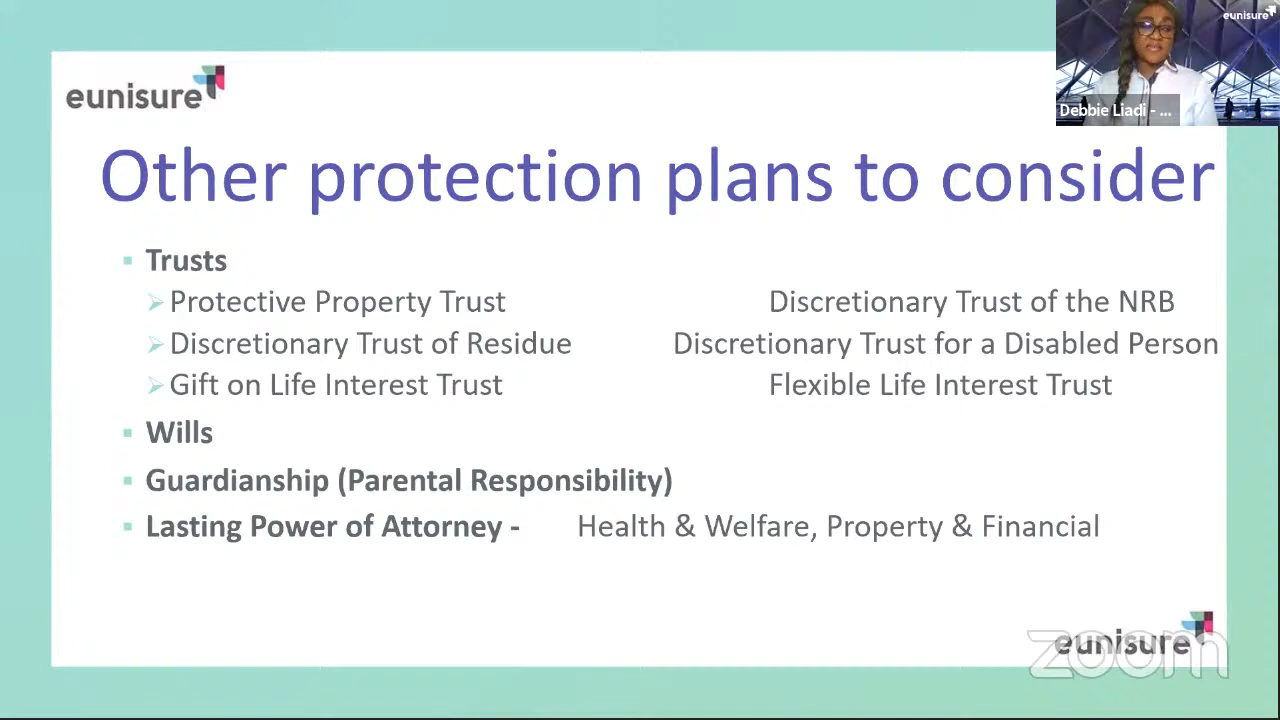 eunisure
Debbie Liadi - ...
eunisure
Other protection plans to consider
Trusts
Protective Property Trust Discretionary Trust of the NRB
Discretionary Trust of Residue Discretionary Trust for a Disabled Person
Gift on Life Interest Trust Flexible Life Interest Trust
Wills
Guardianship (Parental Responsibility)
Lasting Power of Attorney - Health & Welfare, Property & Financial
eunisure
zoom